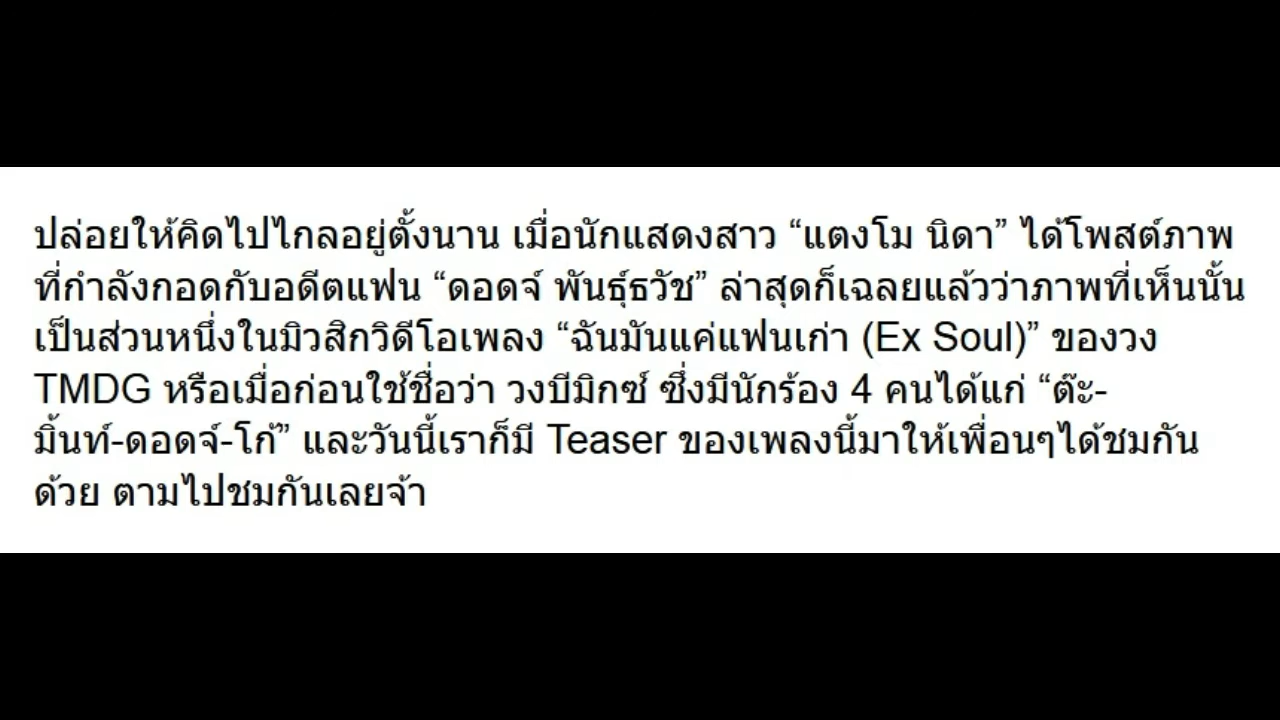 ปล่อยให้คิดไปไกลอยู่ตั้งนาน เมื่อนักแสดงสาว “แตงโม นิดา” ได้โพสต์ภาพ
ที่กำลังกอดกับอดีตแฟน “ดอดจ์ พันธุ์ธวัช” ล่าสุดก็เฉลยแล้วว่าภาพที่เห็นนั้น
เป็นส่วนหนึ่งในมิวสิกวิดีโอเพลง “ฉันมันแค่แฟนเก่า (Ex Soul)” ของวง
TMDG หรือเมื่อก่อนใช้ชื่อว่า วงบีมิกซ์ ซึ่งมีนักร้อง 4 คนได้แก่ “ต๊ะ-
มิ้นท์-ดอดจ์-โก้” และวันนี้เราก็มี Teaser ของเพลงนี้มาให้เพื่อนๆได้ชมกัน
ด้วย ตามไปชมกันเลยจ้า